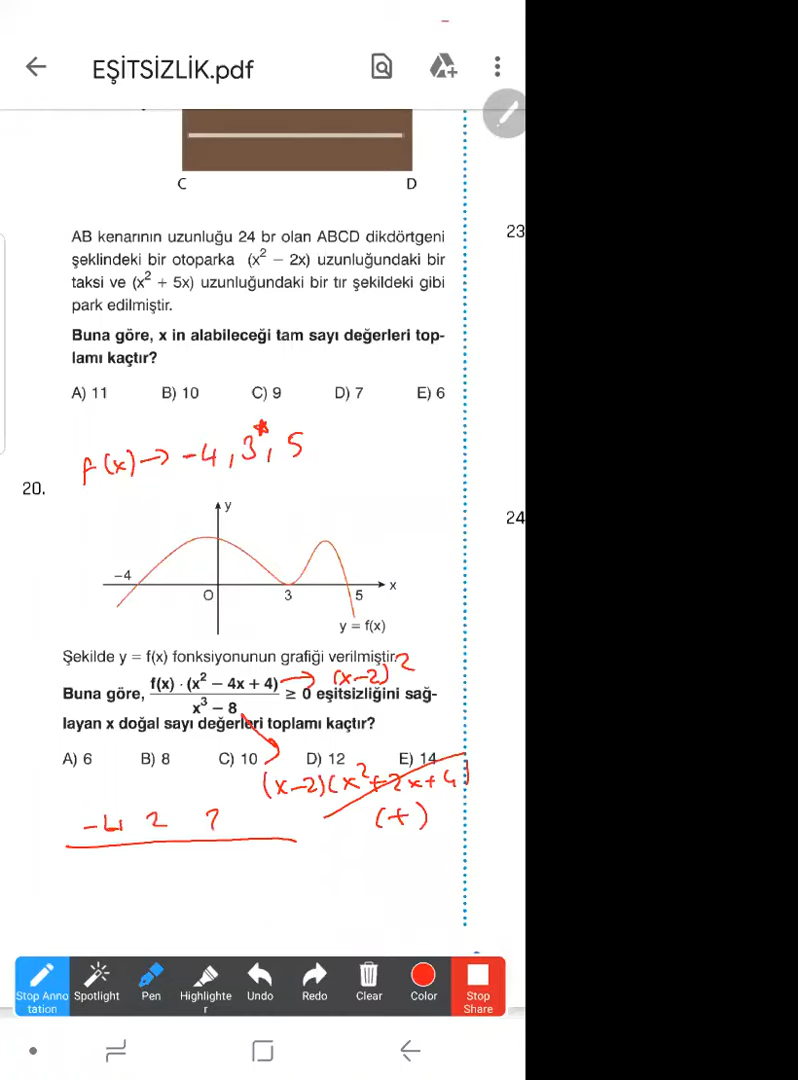 EŞİTSİZLİK.pdf
C D
AB kenarının uzunluğu 24 br olan ABCD dikdörtgeni
şeklindeki bir otoparka (x² − 2x) uzunluğundaki bir
taksi ve (x² + 5x) uzunluğundaki bir tır şekildeki gibi
park edilmiştir.
Buna göre, x in alabileceği tam sayı değerleri top-
lamı kaçtır?
A) 11 B) 10 C) 9 D) 7 E) 6
f(x) → -4, 3*, 5
20.
y
-4 O 3 5 x
y = f(x)
Şekilde y = f(x) fonksiyonunun grafiği verilmiştir.
(x-2)²
Buna göre, f(x) · (x² − 4x + 4) / x³ − 8 ≥ 0 eşitsizliğini sağ-
layan x doğal sayı değerleri toplamı kaçtır?
A) 6 B) 8 C) 10 D) 12 E) 14
(x-2)(x²+2x+4)
(+)
-4 2
23
24
Stop Anno
tation
Spotlight
Pen
Highlighte
r
Undo
Redo
Clear
Color
Stop
Share